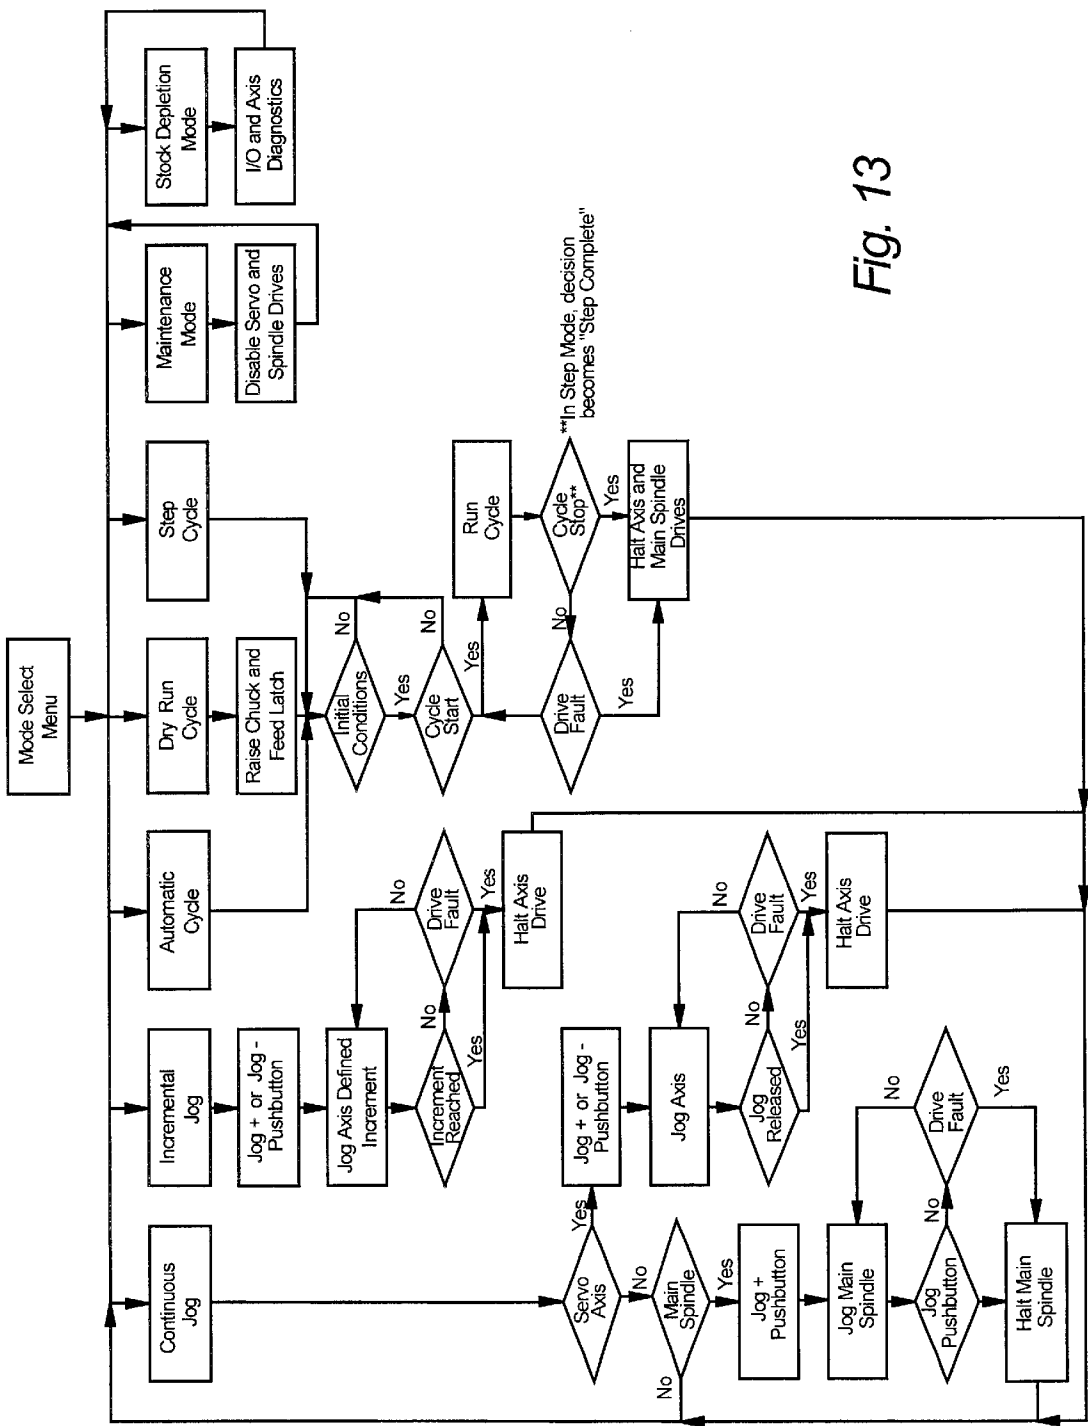 Mode Select
Menu
Continuous
Jog
Incremental
Jog
Automatic
Cycle
Dry Run
Cycle
Step
Cycle
Maintenance
Mode
Stock Depletion
Mode
Jog + or Jog -
Pushbutton
Raise Chuck and
Feed Latch
Disable Servo and
Spindle Drives
I/O and Axis
Diagnostics
Jog Axis Defined
Increment
Initial
Conditions
No
Yes
Increment
Reached
No
Yes
Drive
Fault
No
Yes
Cycle
Start
No
Yes
Run
Cycle
Halt Axis
Drive
Drive
Fault
No
Yes
Cycle
Stop**
Yes
**In Step Mode, decision
becomes "Step Complete"
Halt Axis and
Main Spindle
Drives
Servo
Axis
Yes
No
Jog + or Jog -
Pushbutton
Main
Spindle
No
Yes
Jog Axis
Jog
Released
No
Yes
Drive
Fault
No
Yes
Halt Axis
Drive
Jog +
Pushbutton
Jog Main
Spindle
Jog
Pushbutton
No
Drive
Fault
No
Yes
Halt Main
Spindle
Fig. 13